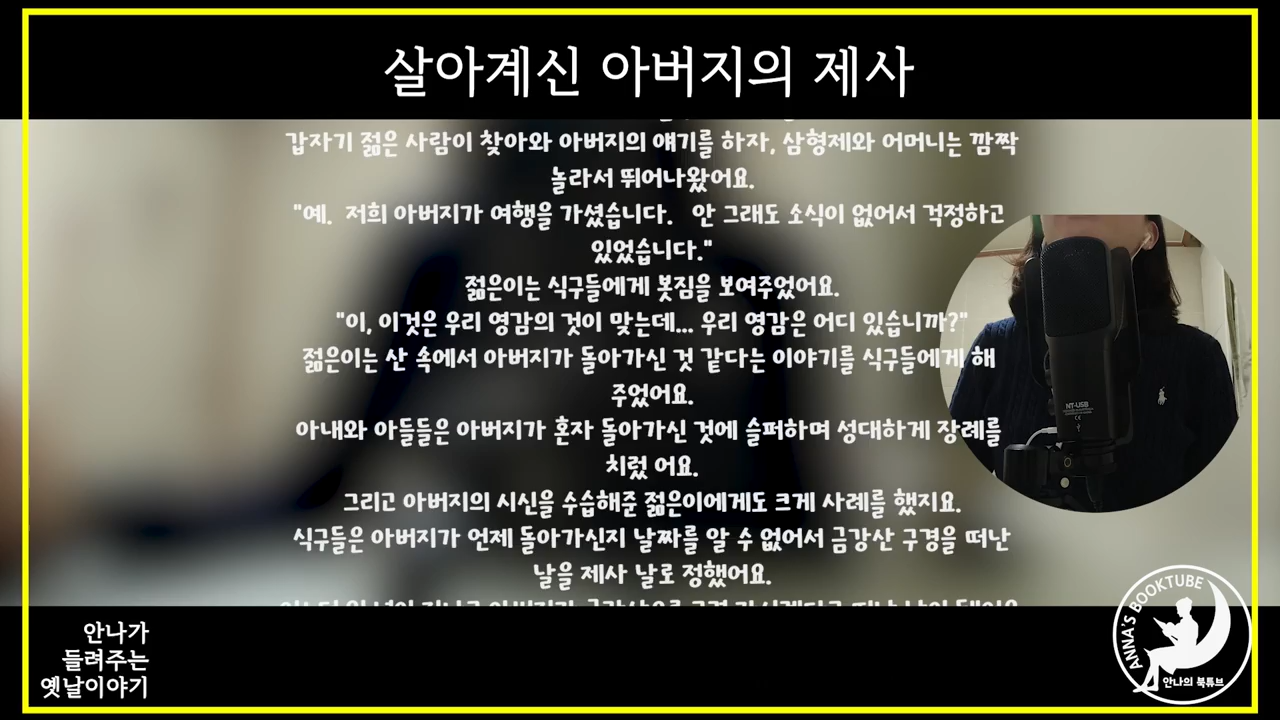 살아계신 아버지의 제사
갑자기 젊은 사람이 찾아와 아버지의 얘기를 하자, 삼형제와 어머니는 깜짝
놀라서 뛰어나왔어요.
"예. 저희 아버지가 여행을 가셨습니다. 안 그래도 소식이 없어서 걱정하고
있었습니다."
젊은이는 식구들에게 봇짐을 보여주었어요.
"이, 이것은 우리 영감의 것이 맞는데... 우리 영감은 어디 있습니까?"
젊은이는 산 속에서 아버지가 돌아가신 것 같다는 이야기를 식구들에게 해
주었어요.
아내와 아들들은 아버지가 혼자 돌아가신 것에 슬퍼하며 성대하게 장례를
치렀 어요.
그리고 아버지의 시신을 수습해준 젊은이에게도 크게 사례를 했지요.
식구들은 아버지가 언제 돌아가신지 날짜를 알 수 없어서 금강산 구경을 떠난
날을 제사 날로 정했어요.
NT-USB
안나가
들려주는
옛날이야기
ANNA'S BOOKTUBE
안나의 북튜브